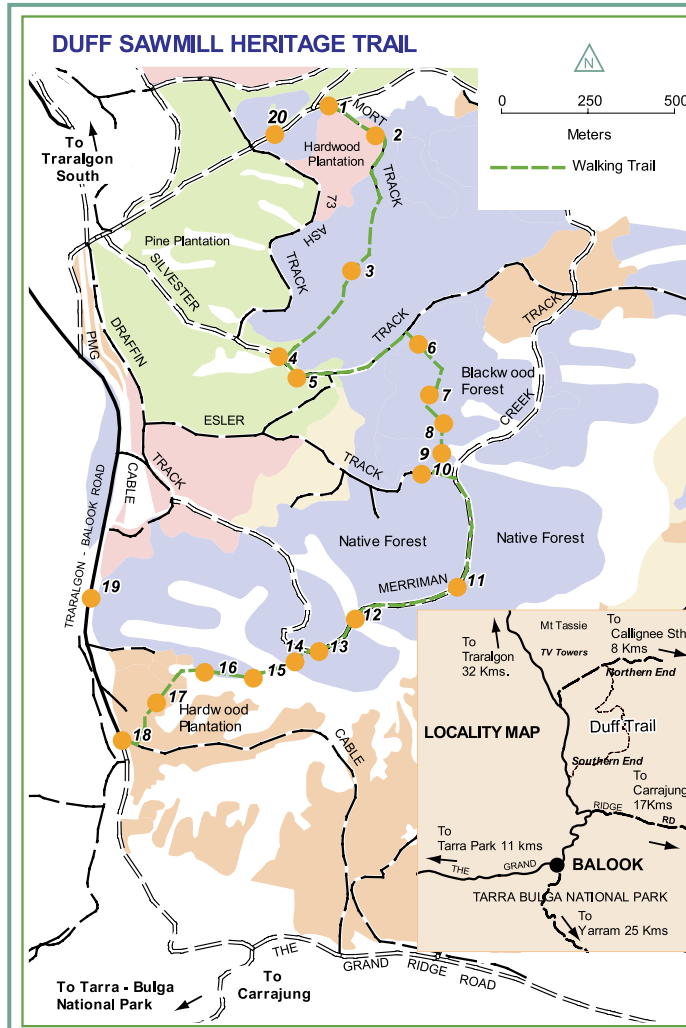 DUFF SAWMILL HERITAGE TRAIL
N
0 250 500
Meters
Walking Trail
To
Traralgon
South
20
1
MORT
2
Hardwood
Plantation
TRACK
73
ASH
TRACK
Pine Plantation
SILVESTER
3
TRACK
DRAFFIN
PMG
TRACK
4
5
6
Blackwood
Forest
7
CREEK
8
ESLER
9
10
TRACK
TRACK
CABLE
TRARALGON - BALOOK ROAD
Native Forest
Native Forest
MERRIMAN
11
19
12
13
14
15
16
17
Hardwood
Plantation
18
CABLE
To
Traralgon
32 Kms.
Mt Tassie
TV Towers
To
Callignee Sth
8 Kms
Northern End
LOCALITY MAP
Duff Trail
Southern End
To
Carrajung
17Kms
RIDGE
RD
To
Tarra Park 11 kms
THE GRAND
BALOOK
TARRA BULGA NATIONAL PARK
To
Yarram 25 Kms
THE GRAND RIDGE ROAD
To Tarra - Bulga
National Park
To
Carrajung